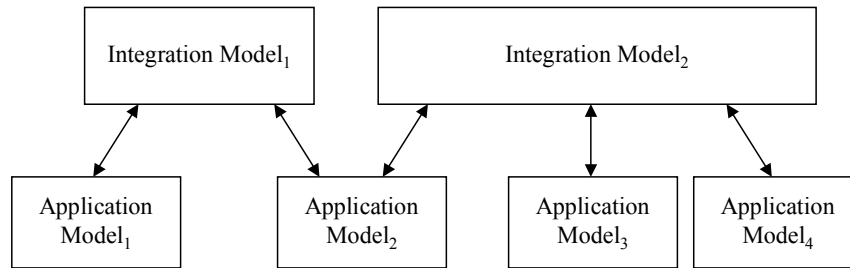 Integration Model₁
Integration Model₂
Application
Model₁
Application
Model₂
Application
Model₃
Application
Model₄